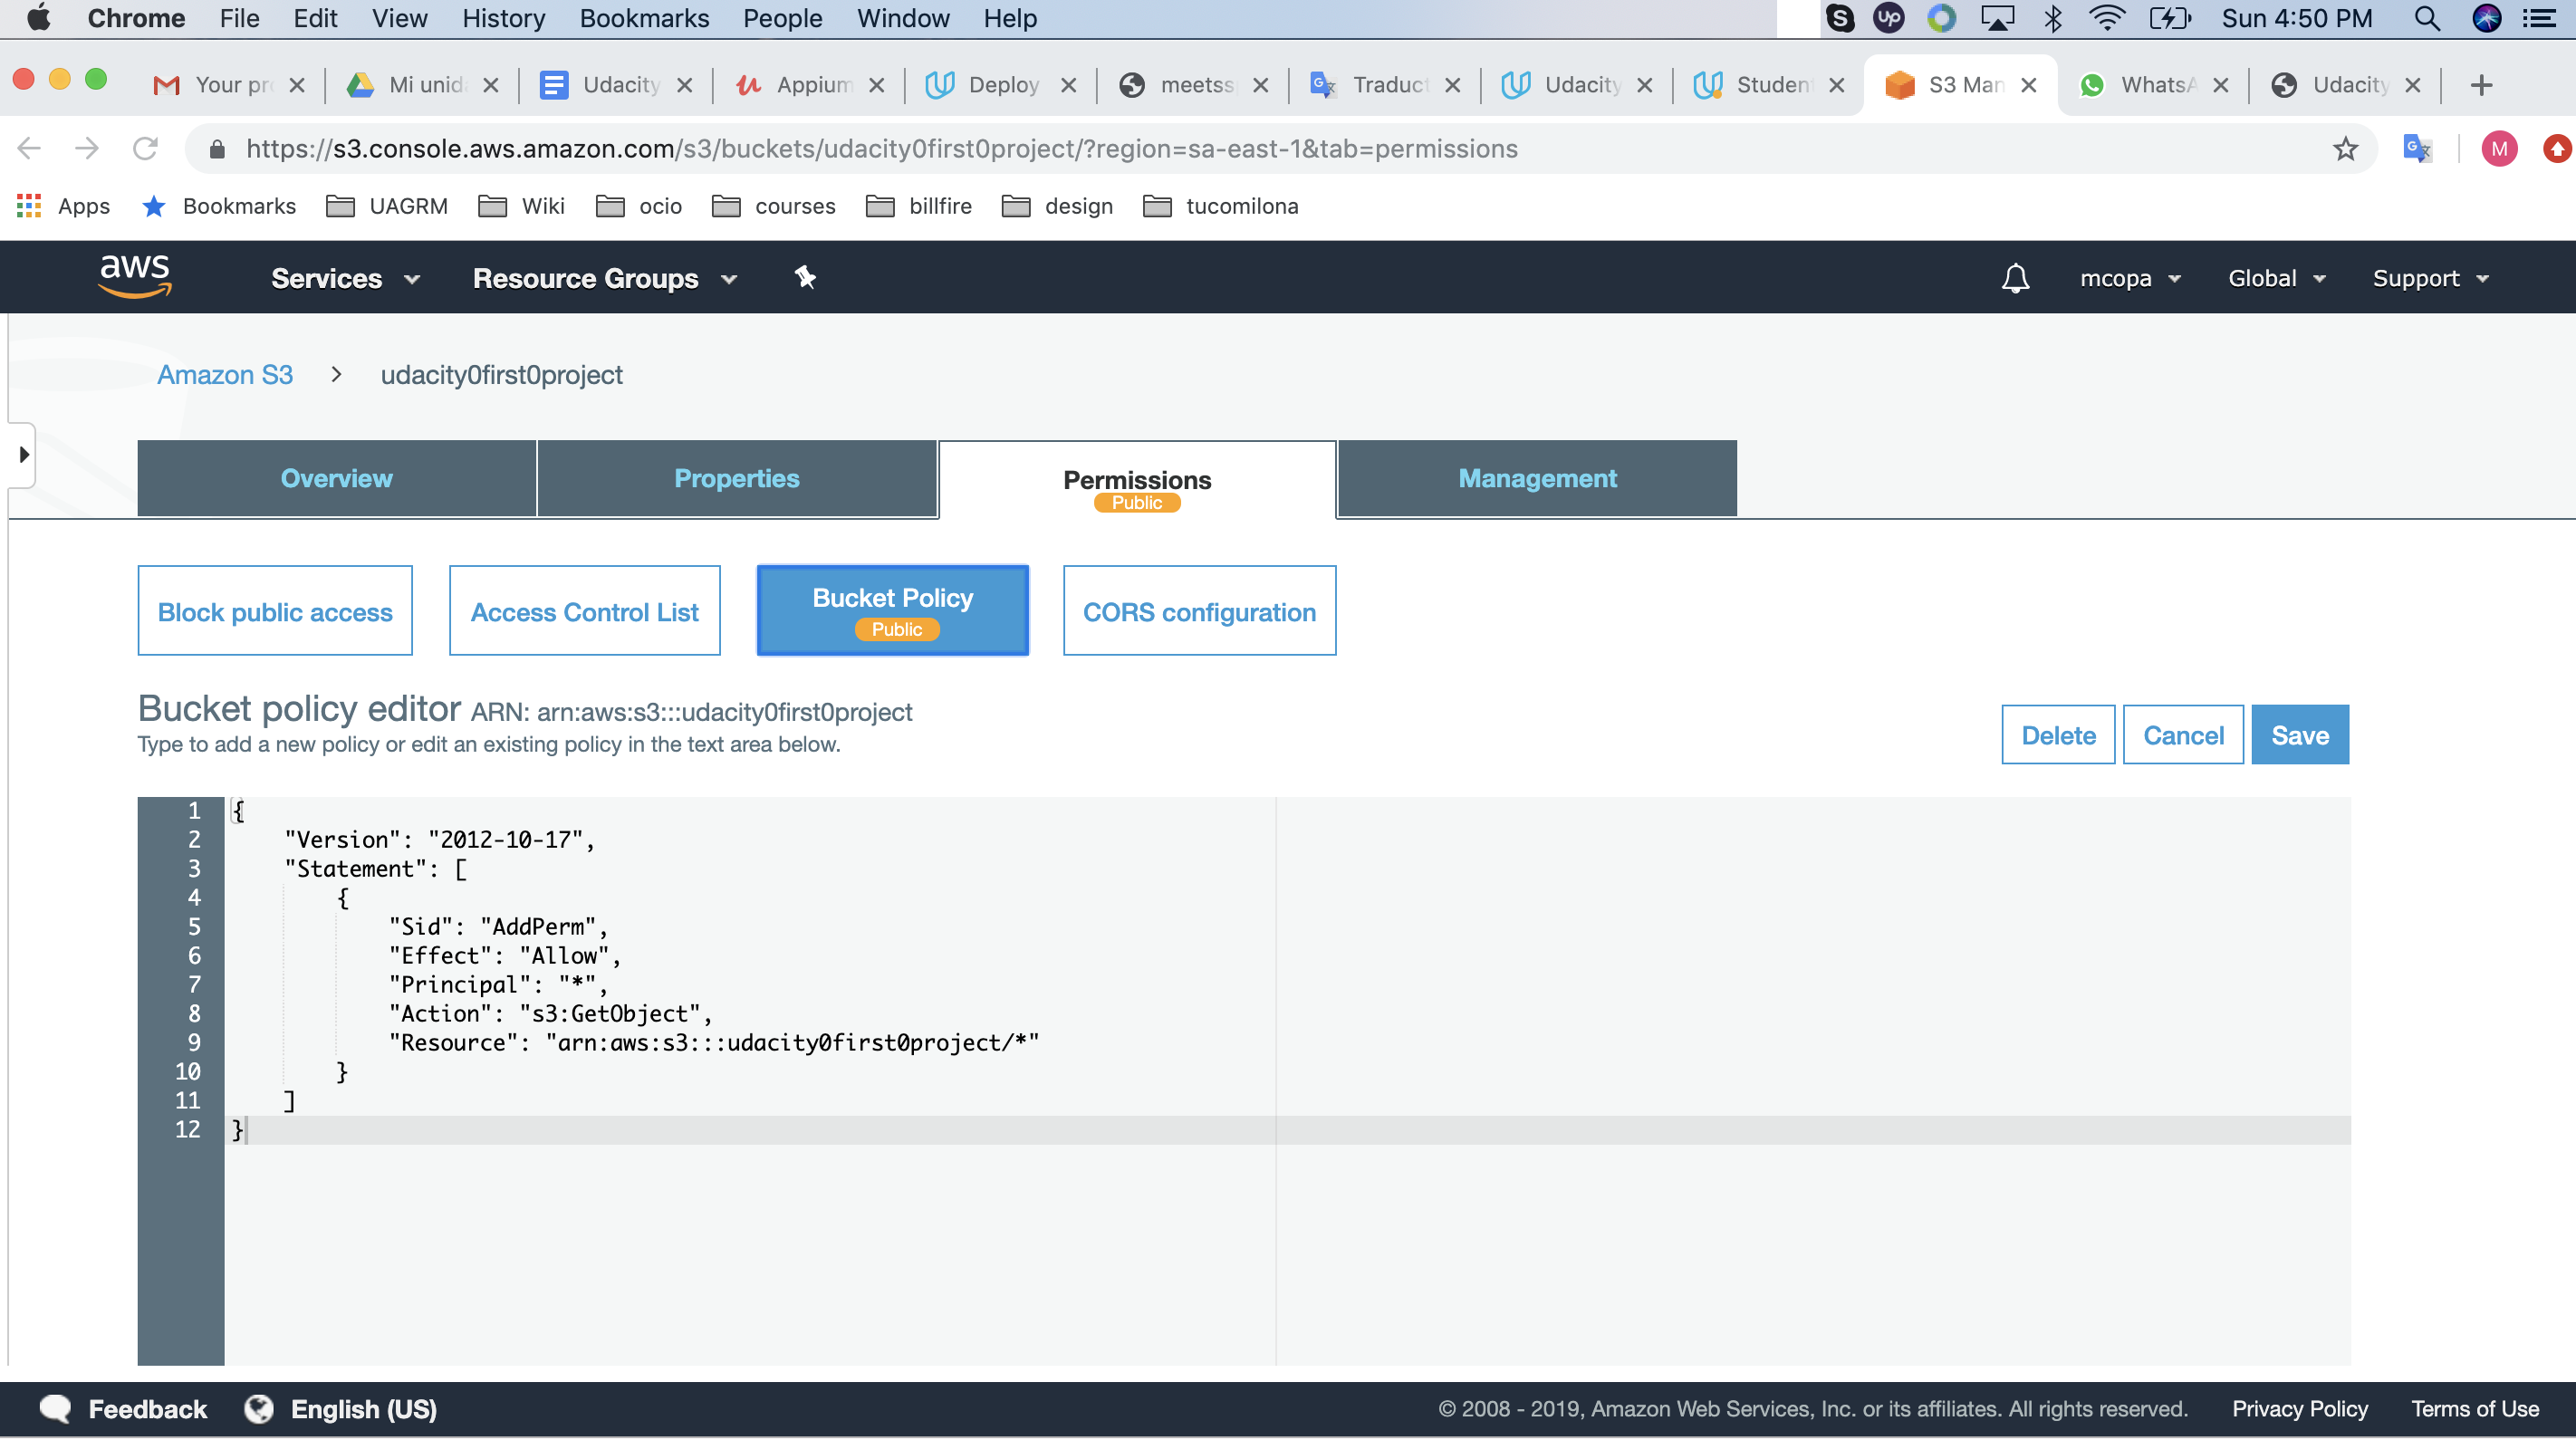 Chrome File Edit View History Bookmarks People Window Help Sun 4:50 PM
Your pr Mi unid Udacity Appium Deploy meetss Traduct Udacity Studen S3 Man WhatsA Udacity
https://s3.console.aws.amazon.com/s3/buckets/udacity0first0project/?region=sa-east-1&tab=permissions M
Apps Bookmarks UAGRM Wiki ocio courses billfire design tucomilona
aws Services Resource Groups mcopa Global Support
Amazon S3 > udacity0first0project
Overview Properties Permissions Management
Public
Block public access Access Control List Bucket Policy CORS configuration
Public
Bucket policy editor ARN: arn:aws:s3:::udacity0first0project
Type to add a new policy or edit an existing policy in the text area below.
Delete Cancel Save
1 {
2 "Version": "2012-10-17",
3 "Statement": [
4 {
5 "Sid": "AddPerm",
6 "Effect": "Allow",
7 "Principal": "*",
8 "Action": "s3:GetObject",
9 "Resource": "arn:aws:s3:::udacity0first0project/*"
10 }
11 ]
12 }
Feedback English (US) © 2008 - 2019, Amazon Web Services, Inc. or its affiliates. All rights reserved. Privacy Policy Terms of Use